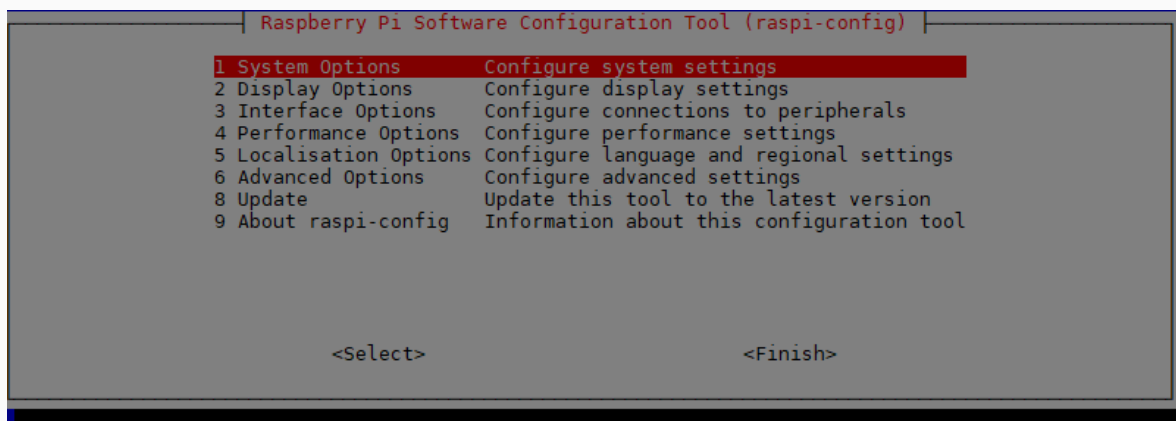 Raspberry Pi Software Configuration Tool (raspi-config)
1 System Options Configure system settings
2 Display Options Configure display settings
3 Interface Options Configure connections to peripherals
4 Performance Options Configure performance settings
5 Localisation Options Configure language and regional settings
6 Advanced Options Configure advanced settings
8 Update Update this tool to the latest version
9 About raspi-config Information about this configuration tool
<Select> <Finish>